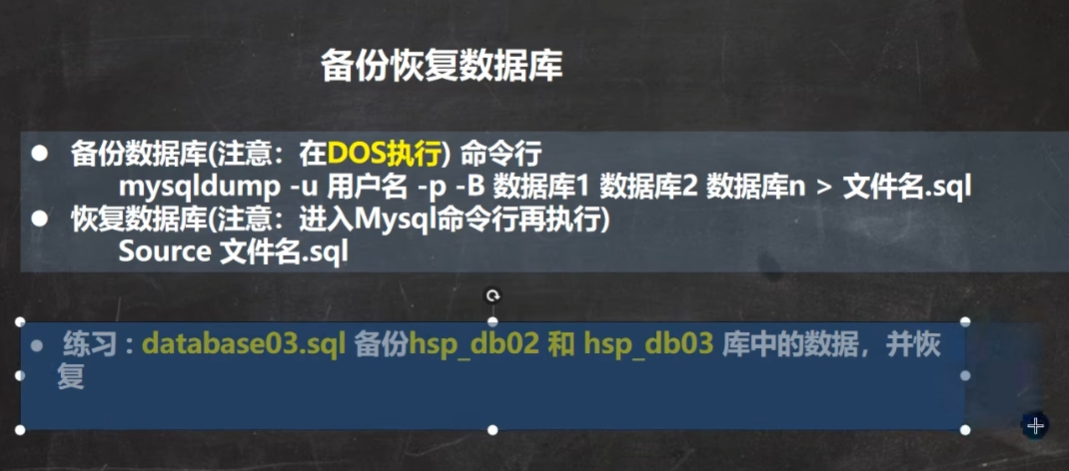 备份恢复数据库
● 备份数据库(注意：在DOS执行) 命令行
mysqldump -u 用户名 -p -B 数据库1 数据库2 数据库n > 文件名.sql
● 恢复数据库(注意：进入Mysql命令行再执行)
Source 文件名.sql
● 练习 : database03.sql 备份hsp_db02 和 hsp_db03 库中的数据，并恢
复